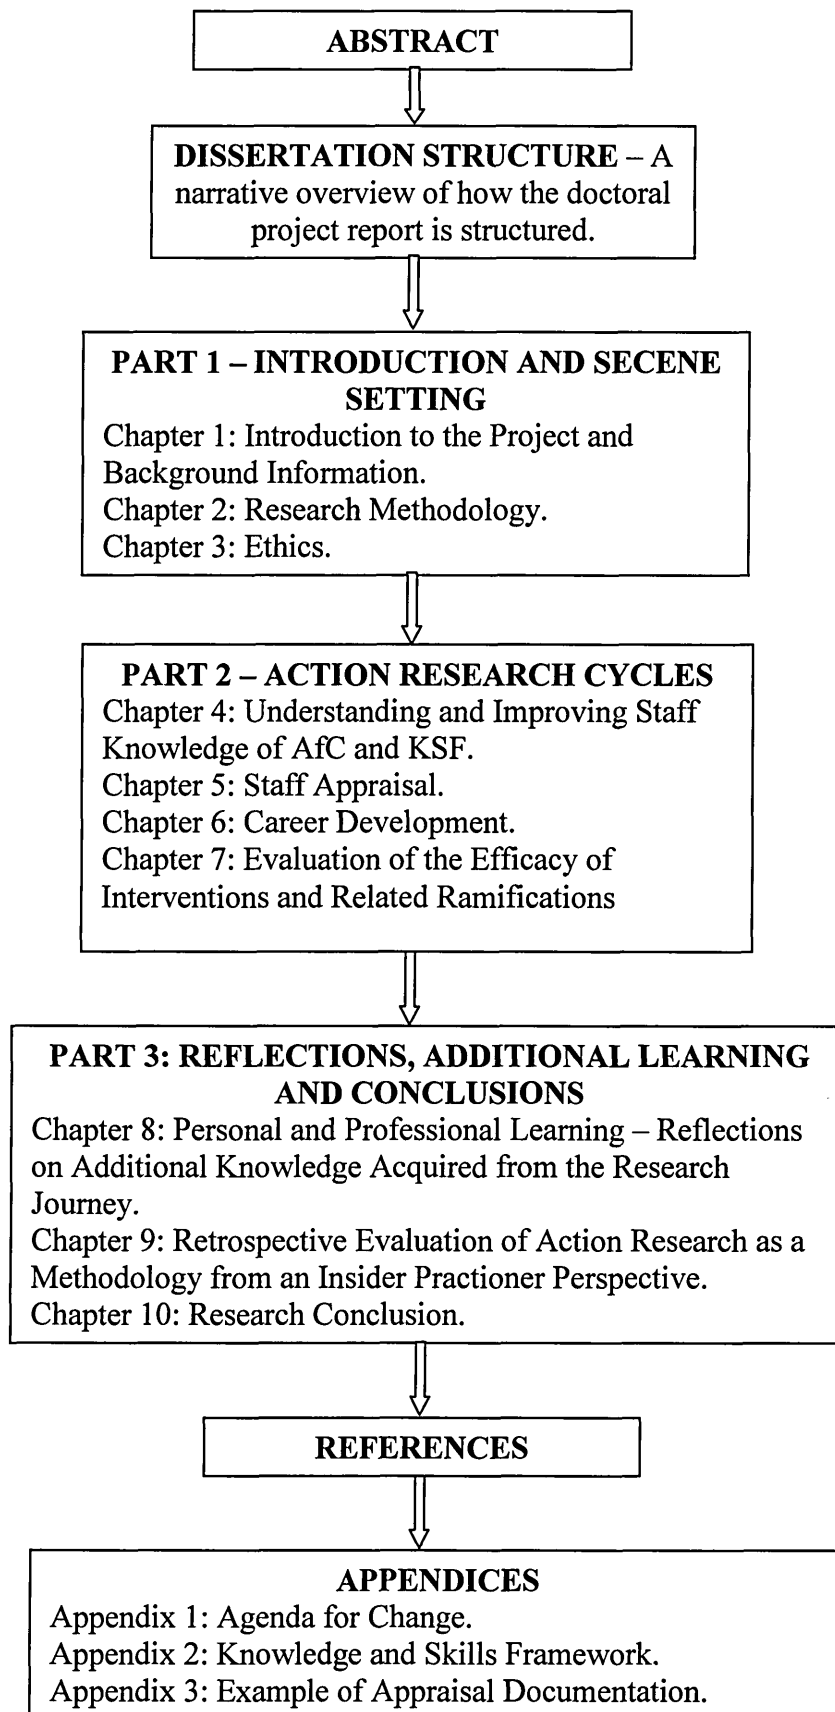 ABSTRACT
DISSERTATION STRUCTURE – A
narrative overview of how the doctoral
project report is structured.
PART 1 – INTRODUCTION AND SECENE
SETTING
Chapter 1: Introduction to the Project and
Background Information.
Chapter 2: Research Methodology.
Chapter 3: Ethics.
PART 2 – ACTION RESEARCH CYCLES
Chapter 4: Understanding and Improving Staff
Knowledge of AfC and KSF.
Chapter 5: Staff Appraisal.
Chapter 6: Career Development.
Chapter 7: Evaluation of the Efficacy of
Interventions and Related Ramifications
PART 3: REFLECTIONS, ADDITIONAL LEARNING
AND CONCLUSIONS
Chapter 8: Personal and Professional Learning – Reflections
on Additional Knowledge Acquired from the Research
Journey.
Chapter 9: Retrospective Evaluation of Action Research as a
Methodology from an Insider Practioner Perspective.
Chapter 10: Research Conclusion.
REFERENCES
APPENDICES
Appendix 1: Agenda for Change.
Appendix 2: Knowledge and Skills Framework.
Appendix 3: Example of Appraisal Documentation.